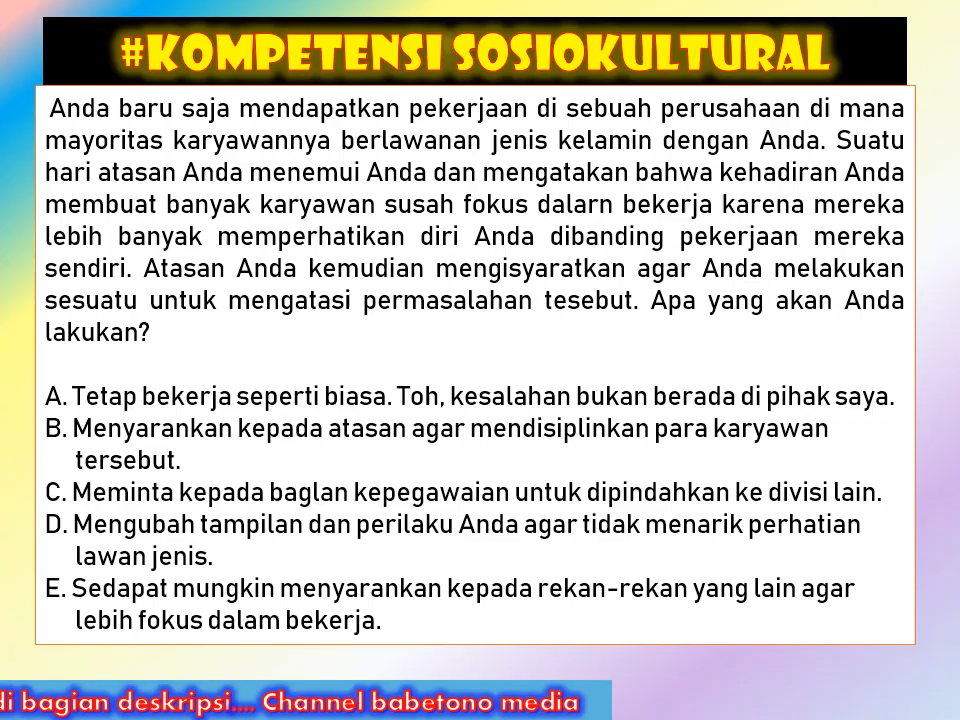 #KOMPETENSI SOSIOKULTURAL
Anda baru saja mendapatkan pekerjaan di sebuah perusahaan di mana
mayoritas karyawannya berlawanan jenis kelamin dengan Anda. Suatu
hari atasan Anda menemui Anda dan mengatakan bahwa kehadiran Anda
membuat banyak karyawan susah fokus dalarn bekerja karena mereka
lebih banyak memperhatikan diri Anda dibanding pekerjaan mereka
sendiri. Atasan Anda kemudian mengisyaratkan agar Anda melakukan
sesuatu untuk mengatasi permasalahan tesebut. Apa yang akan Anda
lakukan?
A. Tetap bekerja seperti biasa. Toh, kesalahan bukan berada di pihak saya.
B. Menyarankan kepada atasan agar mendisiplinkan para karyawan
tersebut.
C. Meminta kepada baglan kepegawaian untuk dipindahkan ke divisi lain.
D. Mengubah tampilan dan perilaku Anda agar tidak menarik perhatian
lawan jenis.
E. Sedapat mungkin menyarankan kepada rekan-rekan yang lain agar
lebih fokus dalam bekerja.
di bagian deskripsi.... Channel babetono media